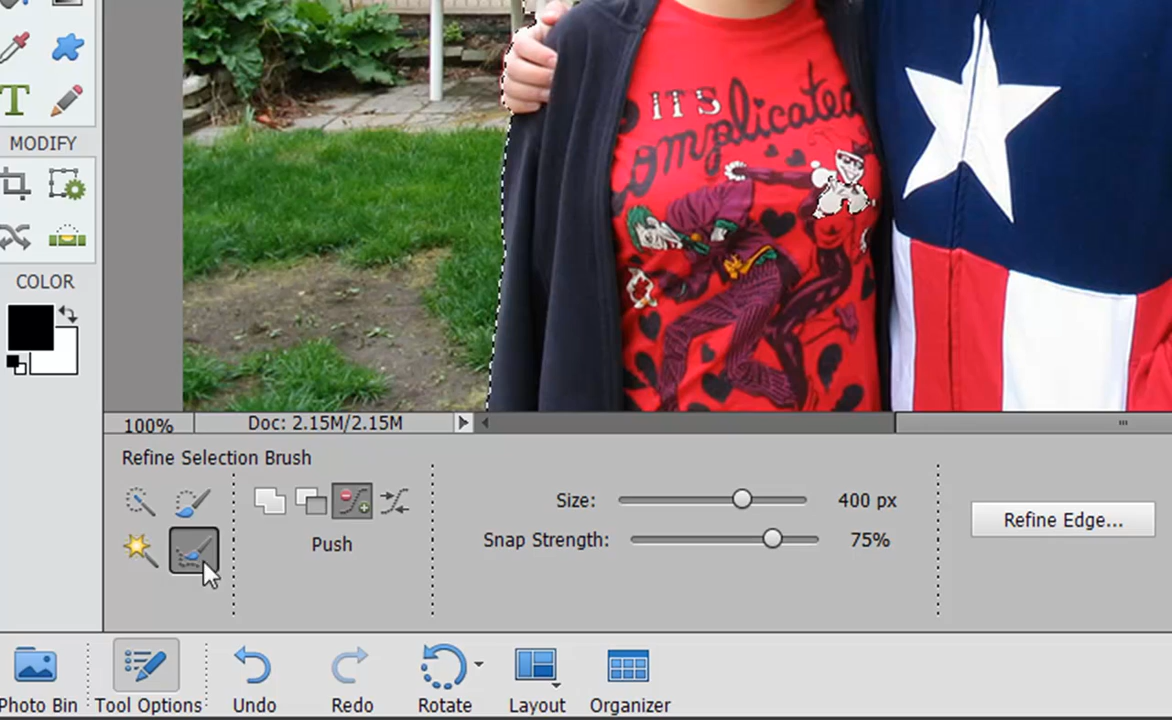 ITS
complicated
MODIFY
COLOR
100%
Doc: 2.15M/2.15M
Refine Selection Brush
Size:
400 px
Push
Snap Strength:
75%
Refine Edge...
Photo Bin
Tool Options
Undo
Redo
Rotate
Layout
Organizer